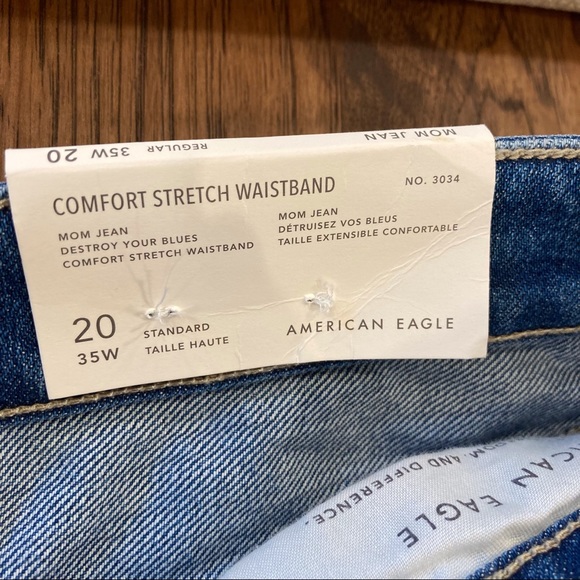 REGULAR 35W 20
MOM JEAN
COMFORT STRETCH WAISTBAND
NO. 3034
MOM JEAN
DESTROY YOUR BLUES
COMFORT STRETCH WAISTBAND
MOM JEAN
DÉTRUISEZ VOS BLEUS
TAILLE EXTENSIBLE CONFORTABLE
20
35W
STANDARD
TAILLE HAUTE
AMERICAN EAGLE
RICAN EAGLE
AND DIFFERENCE.